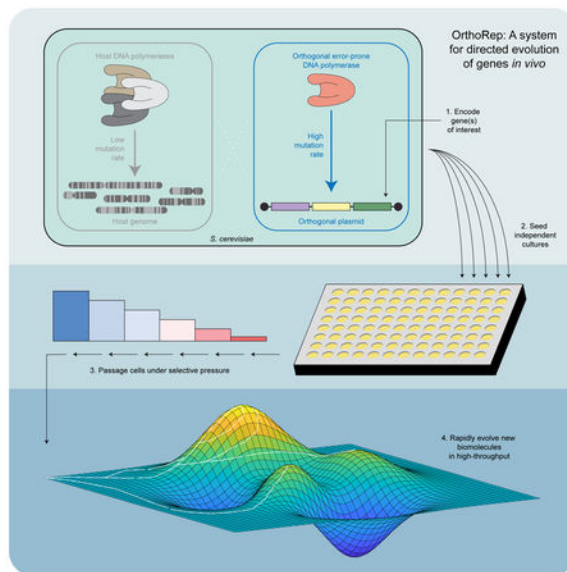 OrthoRep: A system
for directed evolution
of genes in vivo
Host DNA polymerases
Orthogonal error-prone
DNA polymerase
Low
mutation
rate
High
mutation
rate
1. Encode
gene(s)
of interest
Host genome
Orthogonal plasmid
S. cerevisiae
2. Seed
independent
cultures
3. Passage cells under selective pressure
4. Rapidly evolve new
biomolecules
in high-throughput